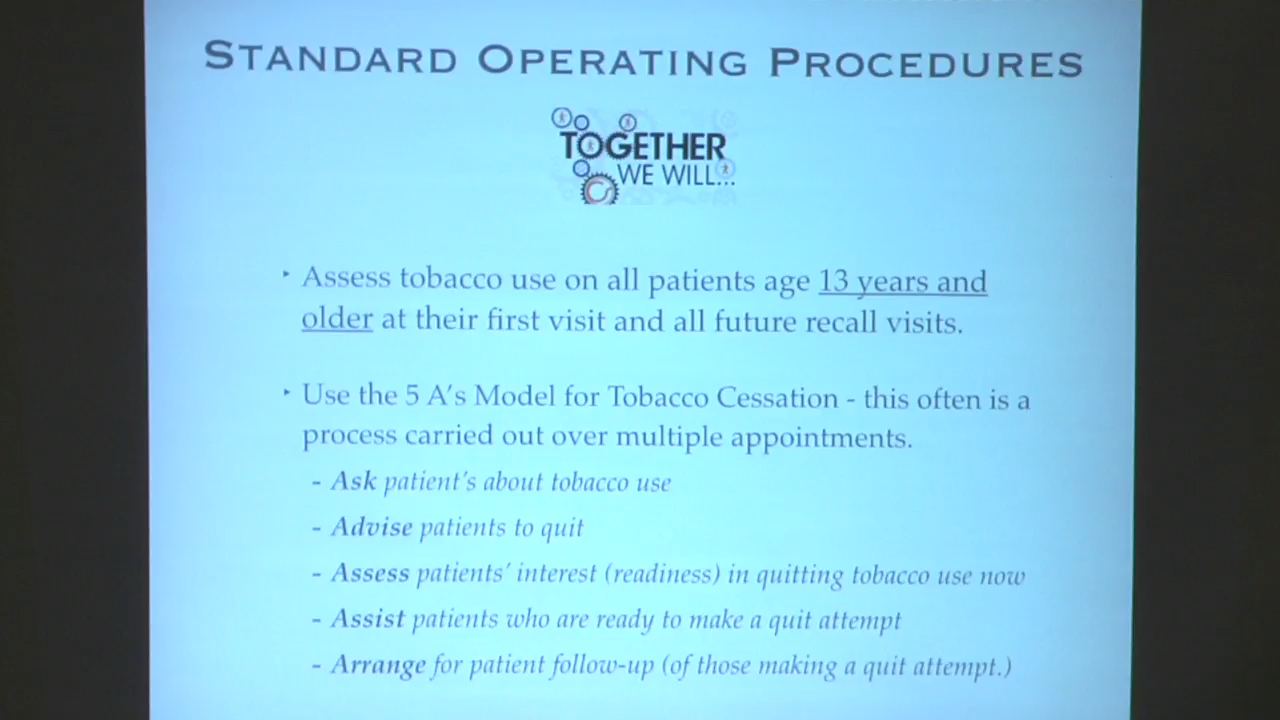 STANDARD OPERATING PROCEDURES
TOGETHER
WE WILL...
‣ Assess tobacco use on all patients age 13 years and
older at their first visit and all future recall visits.
‣ Use the 5 A's Model for Tobacco Cessation - this often is a
process carried out over multiple appointments.
- Ask patient's about tobacco use
- Advise patients to quit
- Assess patients' interest (readiness) in quitting tobacco use now
- Assist patients who are ready to make a quit attempt
- Arrange for patient follow-up (of those making a quit attempt.)